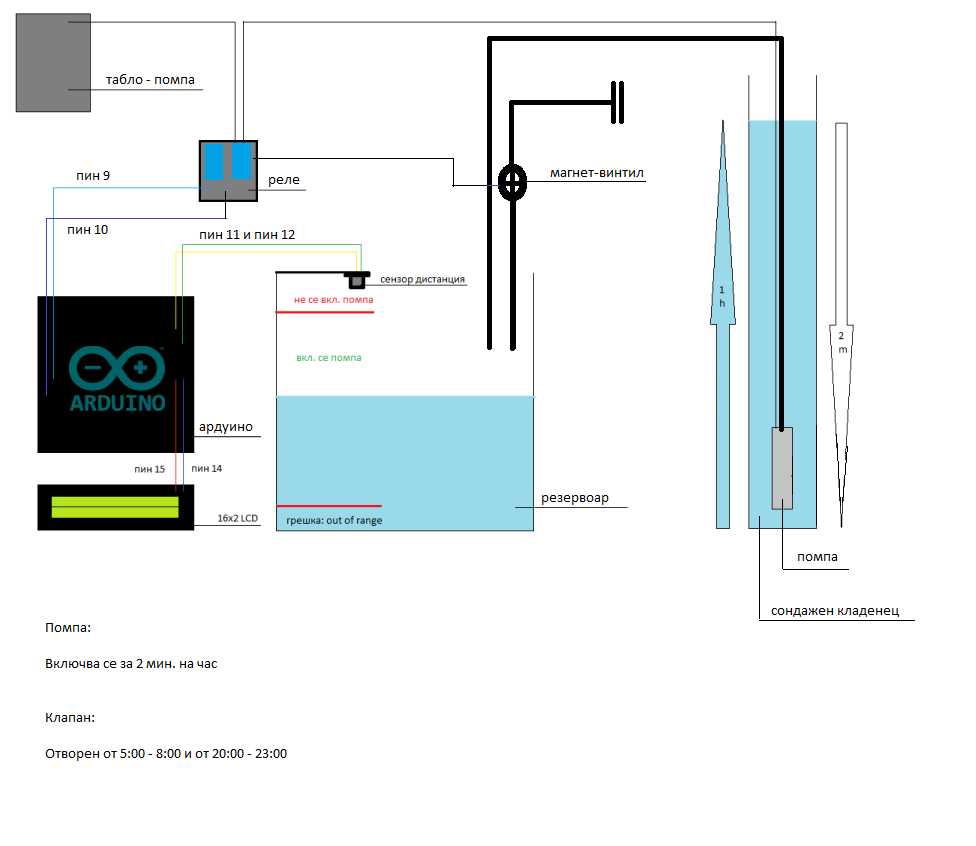 табло - помпа
пин 9
реле
магнет-винтил
пин 10
пин 11 и пин 12
сензор дистанция
не се вкл. помпа
1
h
2
m
вкл. се помпа
ARDUINO
ардуино
пин 15
пин 14
резервоар
16x2 LCD
грешка: out of range
помпа
сондажен кладенец
Помпа:
Включва се за 2 мин. на час
Клапан:
Отворен от 5:00 - 8:00 и от 20:00 - 23:00